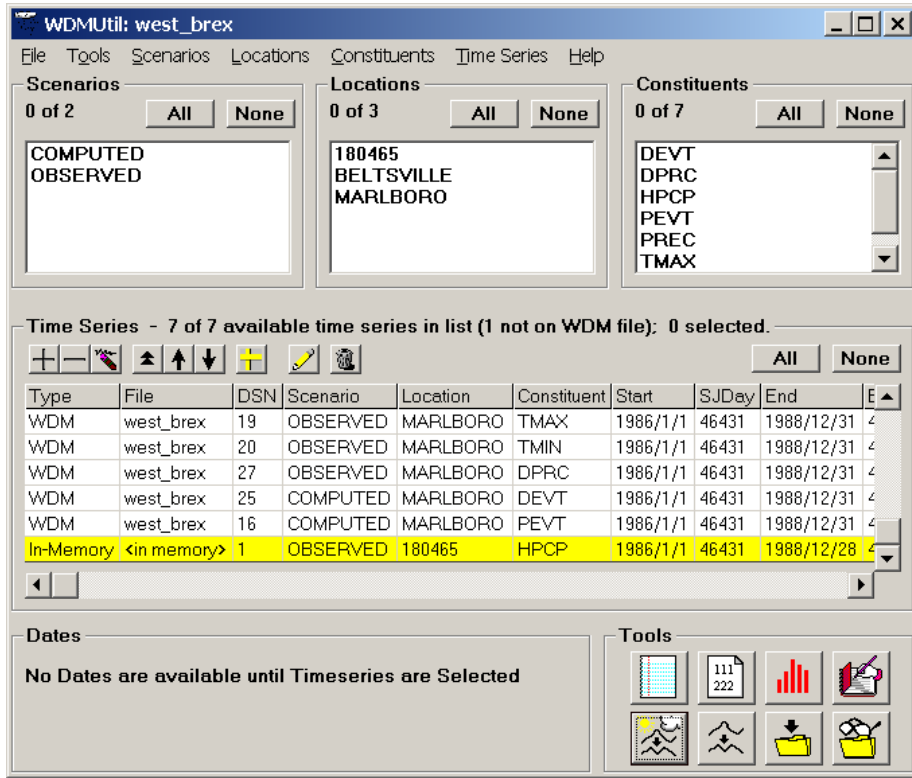 WDMUtil: west_brex
File Tools Scenarios Locations Constituents Time Series Help
Scenarios
0 of 2 All None
COMPUTED
OBSERVED
Locations
0 of 3 All None
180465
BELTSVILLE
MARLBORO
Constituents
0 of 7 All None
DEVT
DPRC
HPCP
PEVT
PREC
TMAX
Time Series - 7 of 7 available time series in list (1 not on WDM file); 0 selected.
All None
Type File DSN Scenario Location Constituent Start SJDay End
WDM west_brex 19 OBSERVED MARLBORO TMAX 1986/1/1 46431 1988/12/31
WDM west_brex 20 OBSERVED MARLBORO TMIN 1986/1/1 46431 1988/12/31
WDM west_brex 27 OBSERVED MARLBORO DPRC 1986/1/1 46431 1988/12/31
WDM west_brex 25 COMPUTED MARLBORO DEVT 1986/1/1 46431 1988/12/31
WDM west_brex 16 COMPUTED MARLBORO PEVT 1986/1/1 46431 1988/12/31
In-Memory <in memory> 1 OBSERVED 180465 HPCP 1986/1/1 46431 1988/12/28
Dates
No Dates are available until Timeseries are Selected
Tools
111
222